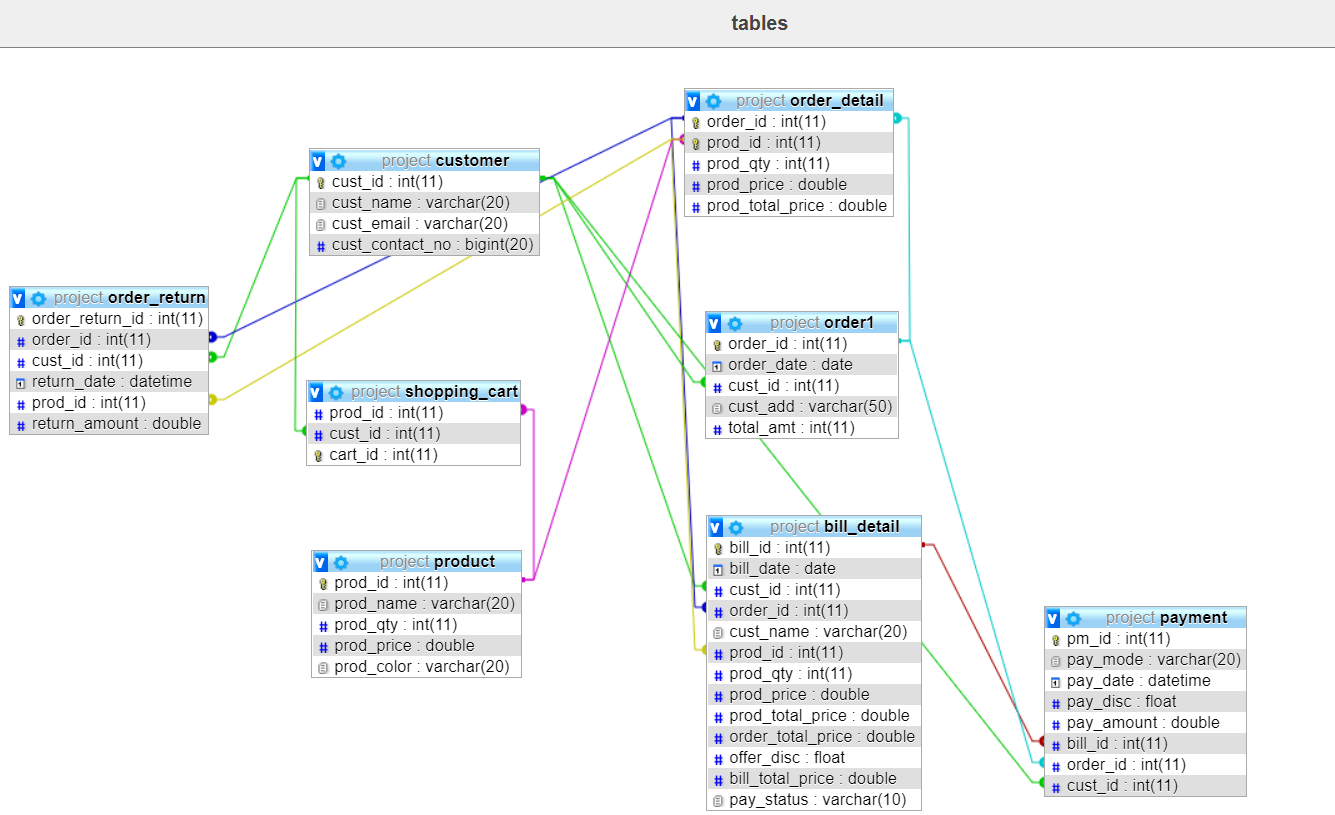 tables
project order_detail
order_id : int(11)
prod_id : int(11)
prod_qty : int(11)
prod_price : double
prod_total_price : double
project customer
cust_id : int(11)
cust_name : varchar(20)
cust_email : varchar(20)
cust_contact_no : bigint(20)
project order_return
order_return_id : int(11)
order_id : int(11)
cust_id : int(11)
return_date : datetime
prod_id : int(11)
return_amount : double
project order1
order_id : int(11)
order_date : date
cust_id : int(11)
cust_add : varchar(50)
total_amt : int(11)
project shopping_cart
prod_id : int(11)
cust_id : int(11)
cart_id : int(11)
project product
prod_id : int(11)
prod_name : varchar(20)
prod_qty : int(11)
prod_price : double
prod_color : varchar(20)
project bill_detail
bill_id : int(11)
bill_date : date
cust_id : int(11)
order_id : int(11)
cust_name : varchar(20)
prod_id : int(11)
prod_qty : int(11)
prod_price : double
prod_total_price : double
order_total_price : double
offer_disc : float
bill_total_price : double
pay_status : varchar(10)
project payment
pm_id : int(11)
pay_mode : varchar(20)
pay_date : datetime
pay_disc : float
pay_amount : double
bill_id : int(11)
order_id : int(11)
cust_id : int(11)